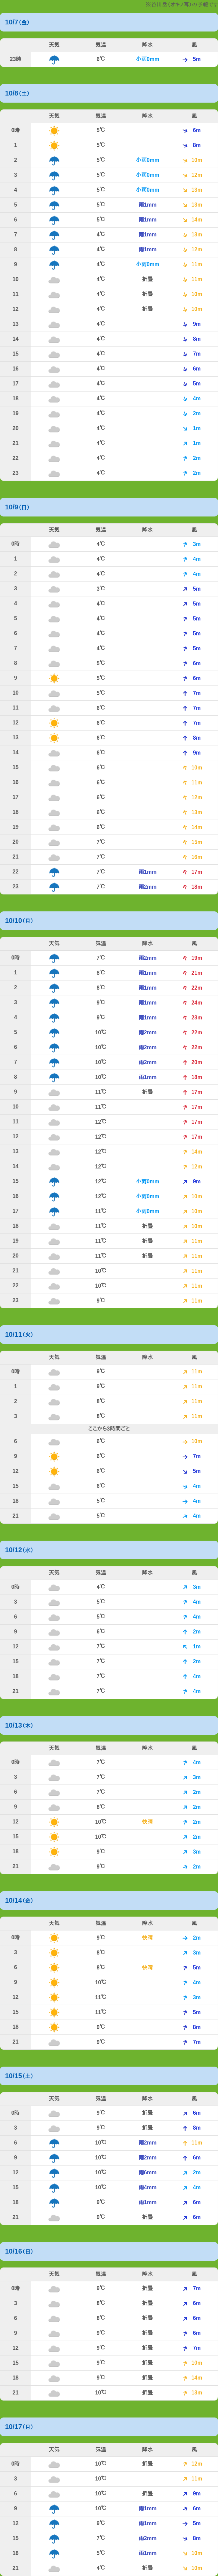 10/7(金)
天気 気温 降水 風
23時 6℃ 小雨0mm 5m
10/8(土)
天気 気温 降水 風
0時 5℃ 6m
1 5℃ 8m
2 5℃ 小雨0mm 10m
3 5℃ 小雨0mm 12m
4 5℃ 小雨0mm 13m
5 5℃ 雨1mm 13m
6 5℃ 雨1mm 14m
7 4℃ 雨1mm 13m
8 4℃ 雨1mm 12m
9 4℃ 小雨0mm 11m
10 4℃ 折畳 11m
11 4℃ 折畳 10m
12 4℃ 折畳 10m
13 4℃ 9m
14 4℃ 8m
15 4℃ 7m
16 4℃ 6m
17 4℃ 5m
18 4℃ 4m
19 4℃ 2m
20 4℃ 1m
21 4℃ 1m
22 4℃ 2m
23 4℃ 2m
10/9(日)
天気 気温 降水 風
0時 4℃ 3m
1 4℃ 4m
2 4℃ 4m
3 3℃ 5m
4 4℃ 5m
5 4℃ 5m
6 4℃ 5m
7 4℃ 5m
8 5℃ 6m
9 5℃ 6m
10 5℃ 7m
11 6℃ 7m
12 6℃ 7m
13 6℃ 8m
14 6℃ 9m
15 6℃ 10m
16 6℃ 11m
17 6℃ 12m
18 6℃ 13m
19 6℃ 14m
20 7℃ 15m
21 7℃ 16m
22 7℃ 雨1mm 17m
23 7℃ 雨2mm 18m
10/10(月)
天気 気温 降水 風
0時 7℃ 雨2mm 19m
1 8℃ 雨1mm 21m
2 8℃ 雨1mm 22m
3 9℃ 雨1mm 24m
4 9℃ 雨1mm 23m
5 10℃ 雨2mm 22m
6 10℃ 雨2mm 22m
7 10℃ 雨2mm 20m
8 10℃ 雨1mm 18m
9 11℃ 折畳 17m
10 11℃ 17m
11 12℃ 17m
12 12℃ 17m
13 12℃ 14m
14 12℃ 12m
15 12℃ 小雨0mm 9m
16 12℃ 小雨0mm 10m
17 11℃ 小雨0mm 10m
18 11℃ 折畳 10m
19 11℃ 折畳 11m
20 11℃ 折畳 11m
21 10℃ 11m
22 10℃ 11m
23 9℃ 11m
10/11(火)
天気 気温 降水 風
0時 9℃ 11m
1 9℃ 11m
2 8℃ 11m
3 8℃ 11m
ここから3時間ごと
6 6℃ 10m
9 6℃ 7m
12 6℃ 5m
15 6℃ 4m
18 5℃ 4m
21 5℃ 4m
10/12(水)
天気 気温 降水 風
0時 4℃ 3m
3 5℃ 4m
6 5℃ 4m
9 6℃ 2m
12 7℃ 1m
15 7℃ 2m
18 7℃ 4m
21 7℃ 4m
10/13(木)
天気 気温 降水 風
0時 7℃ 4m
3 7℃ 3m
6 7℃ 2m
9 8℃ 2m
12 10℃ 快晴 2m
15 10℃ 2m
18 9℃ 3m
21 9℃ 2m
10/14(金)
天気 気温 降水 風
0時 9℃ 快晴 2m
3 8℃ 3m
6 8℃ 快晴 5m
9 10℃ 4m
12 11℃ 3m
15 11℃ 5m
18 9℃ 8m
21 9℃ 7m
10/15(土)
天気 気温 降水 風
0時 9℃ 折畳 6m
3 9℃ 折畳 8m
6 10℃ 雨2mm 11m
9 10℃ 雨2mm 6m
12 10℃ 雨6mm 2m
15 10℃ 雨4mm 4m
18 9℃ 雨1mm 6m
21 9℃ 折畳 6m
10/16(日)
天気 気温 降水 風
0時 9℃ 折畳 7m
3 8℃ 折畳 6m
6 8℃ 折畳 6m
9 9℃ 折畳 6m
12 9℃ 折畳 7m
15 9℃ 折畳 10m
18 9℃ 折畳 14m
21 10℃ 折畳 13m
10/17(月)
天気 気温 降水 風
0時 10℃ 折畳 12m
3 10℃ 11m
6 10℃ 折畳 9m
9 10℃ 雨1mm 6m
12 9℃ 雨1mm 5m
15 7℃ 雨2mm 8m
18 5℃ 雨1mm 10m
21 4℃ 折畳 10m